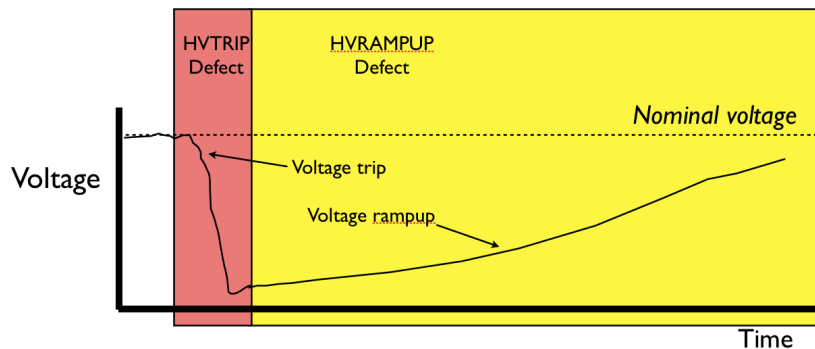 HVTRIP
Defect
HVRAMPUP
Defect
Nominal voltage
Voltage
Voltage trip
Voltage rampup
Time